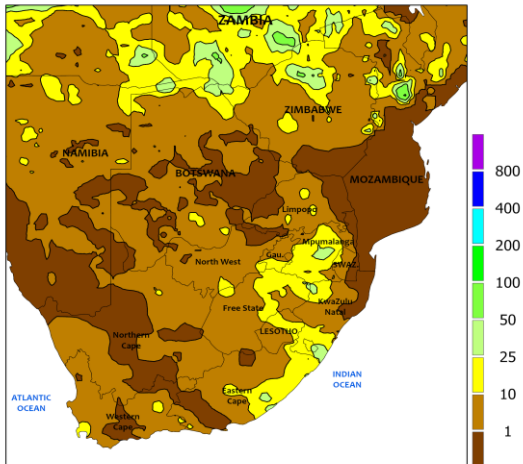 ZAMBIA
ZIMBABWE
NAMIBIA
BOTSWANA
MOZAMBIQUE
Limpopo
Mpumalanga
Gau.
SWAZ.
North West
KwaZulu
Natal
Free State
LESOTHO
Northern
Cape
Eastern
Cape
Western
Cape
ATLANTIC
OCEAN
INDIAN
OCEAN
800
400
200
100
50
25
10
1